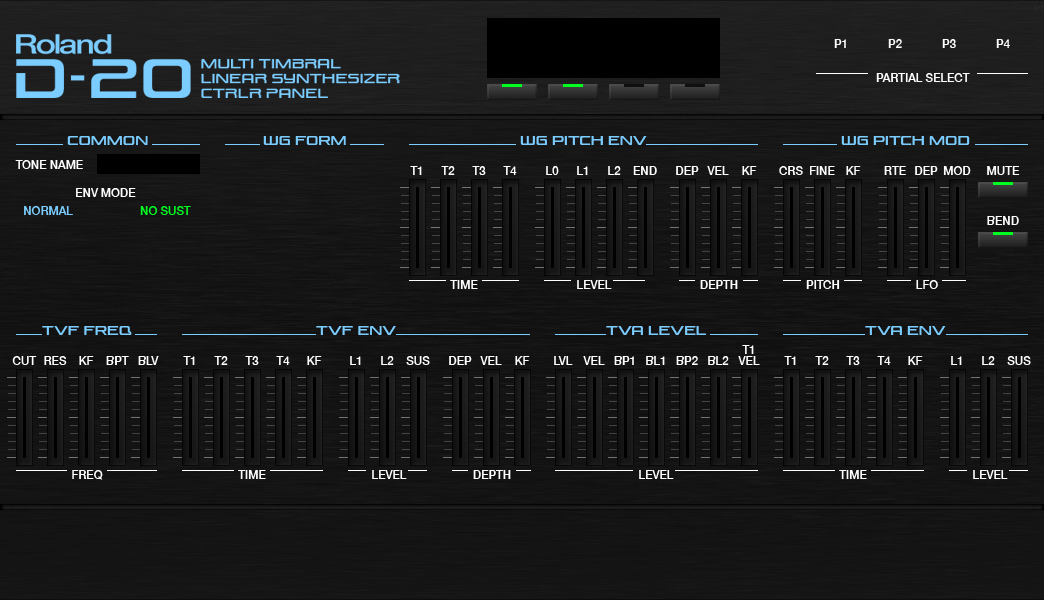 Roland
D-20
MULTI TIMBRAL
LINEAR SYNTHESIZER
CTRLR PANEL
P1 P2 P3 P4
PARTIAL SELECT
COMMON
TONE NAME
ENV MODE
NORMAL NO SUST
WG FORM
WG PITCH ENV
T1 T2 T3 T4 L0 L1 L2 END DEP VEL KF
TIME LEVEL DEPTH
WG PITCH MOD
CRS FINE KF RTE DEP MOD MUTE
BEND
PITCH LFO
TVF FREQ
CUT RES KF BPT BLV
FREQ
TVF ENV
T1 T2 T3 T4 KF L1 L2 SUS DEP VEL KF
TIME LEVEL DEPTH
TVA LEVEL
T1
LVL VEL BP1 BL1 BP2 BL2 VEL
LEVEL
TVA ENV
T1 T2 T3 T4 KF L1 L2 SUS
TIME LEVEL